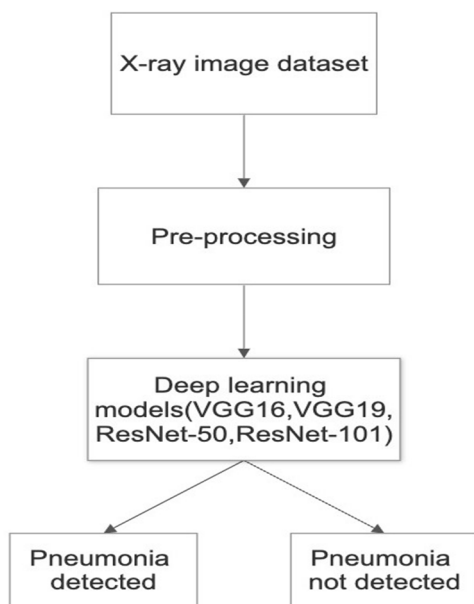 X-ray image dataset
Pre-processing
Deep learning
models(VGG16,VGG19,
ResNet-50,ResNet-101)
Pneumonia
detected
Pneumonia
not detected